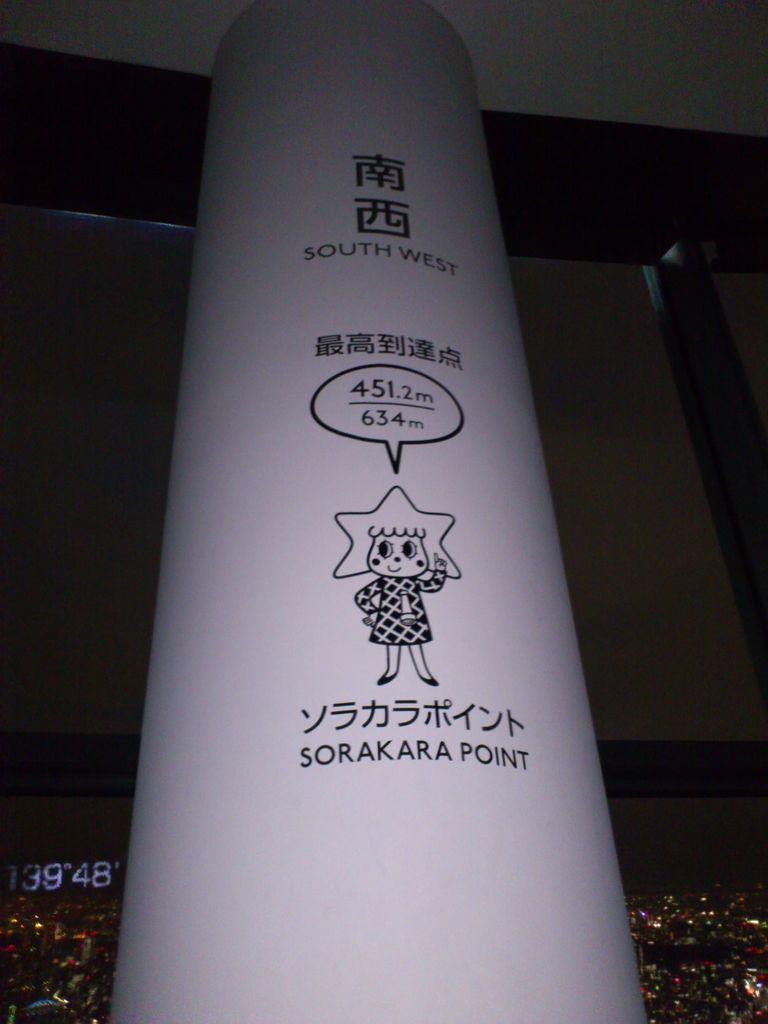 南
西
SOUTH WEST
最高到達点
451.2m
634m
ソラカラポイント
SORAKARA POINT
139°48'